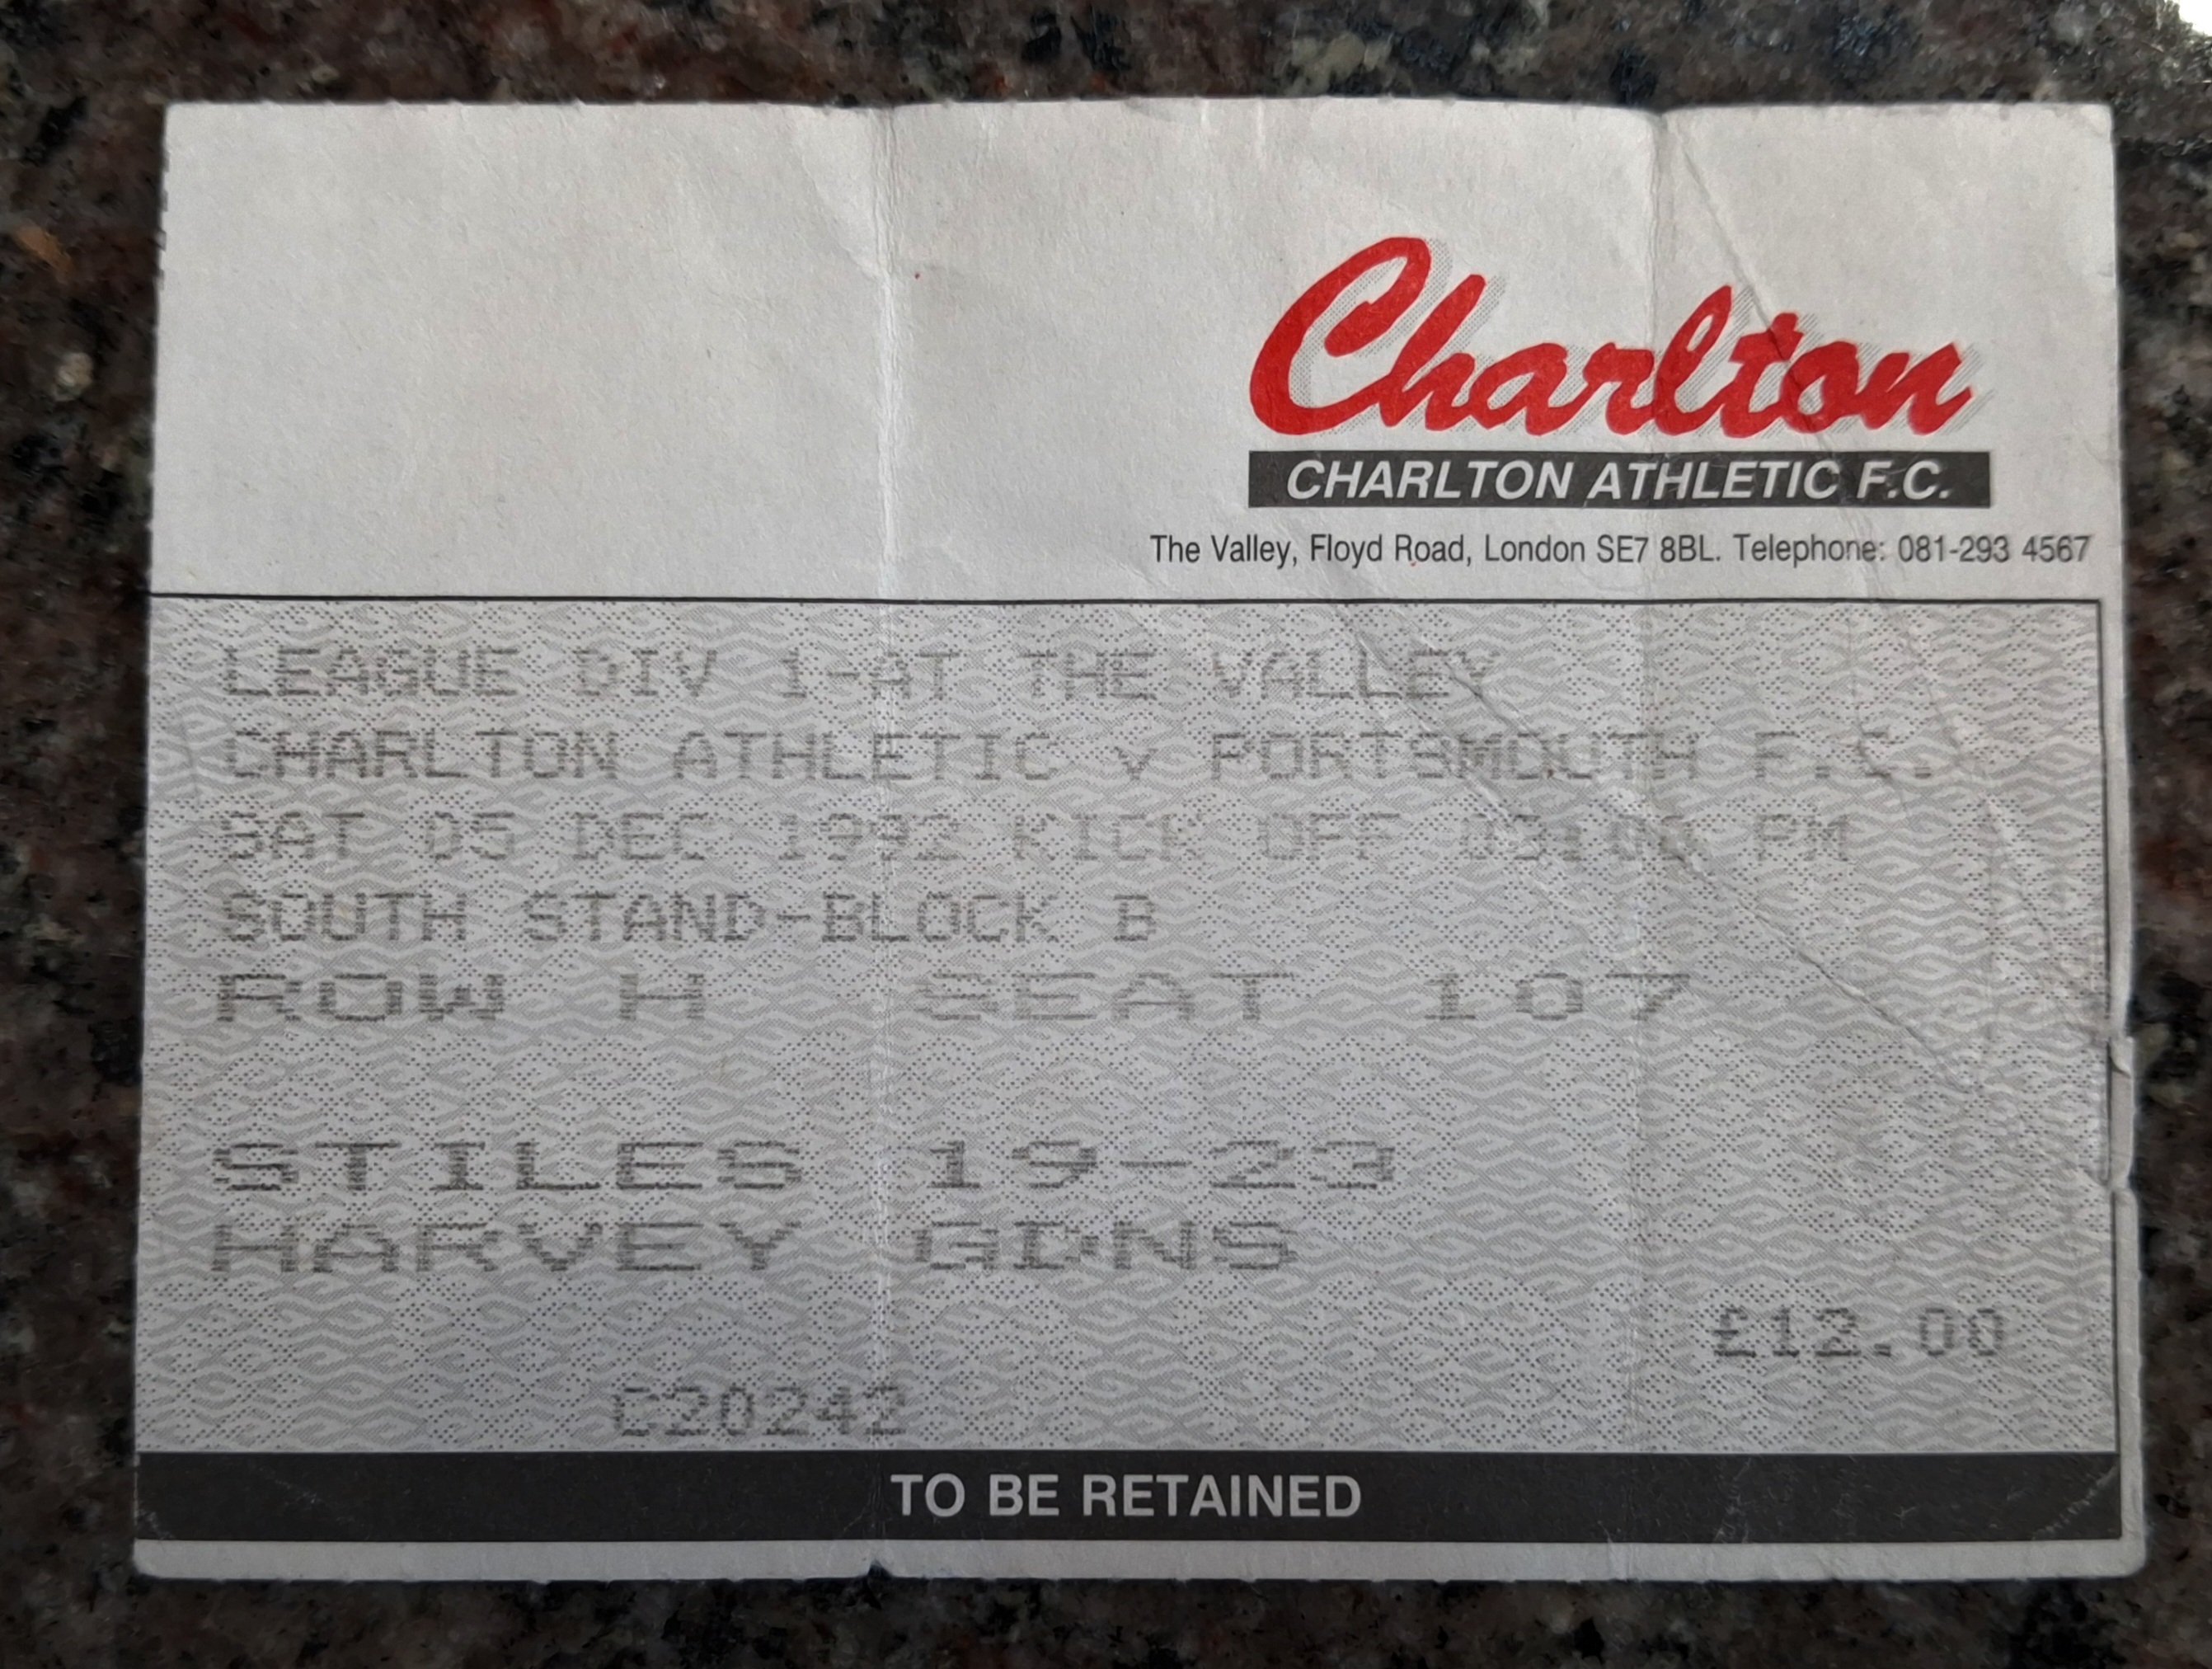 Charlton
CHARLTON ATHLETIC F.C.
The Valley, Floyd Road, London SE7 8BL. Telephone: 081-293 4567
LEAGUE DIV 1-AT THE VALLEY
CHARLTON ATHLETIC v PORTSMOUTH F.C.
SAT 05 DEC 1992 KICK OFF 03:00 PM
SOUTH STAND-BLOCK B
ROW H SEAT 107
STILES 19-23
HARVEY GDNS
£12.00
C20242
TO BE RETAINED